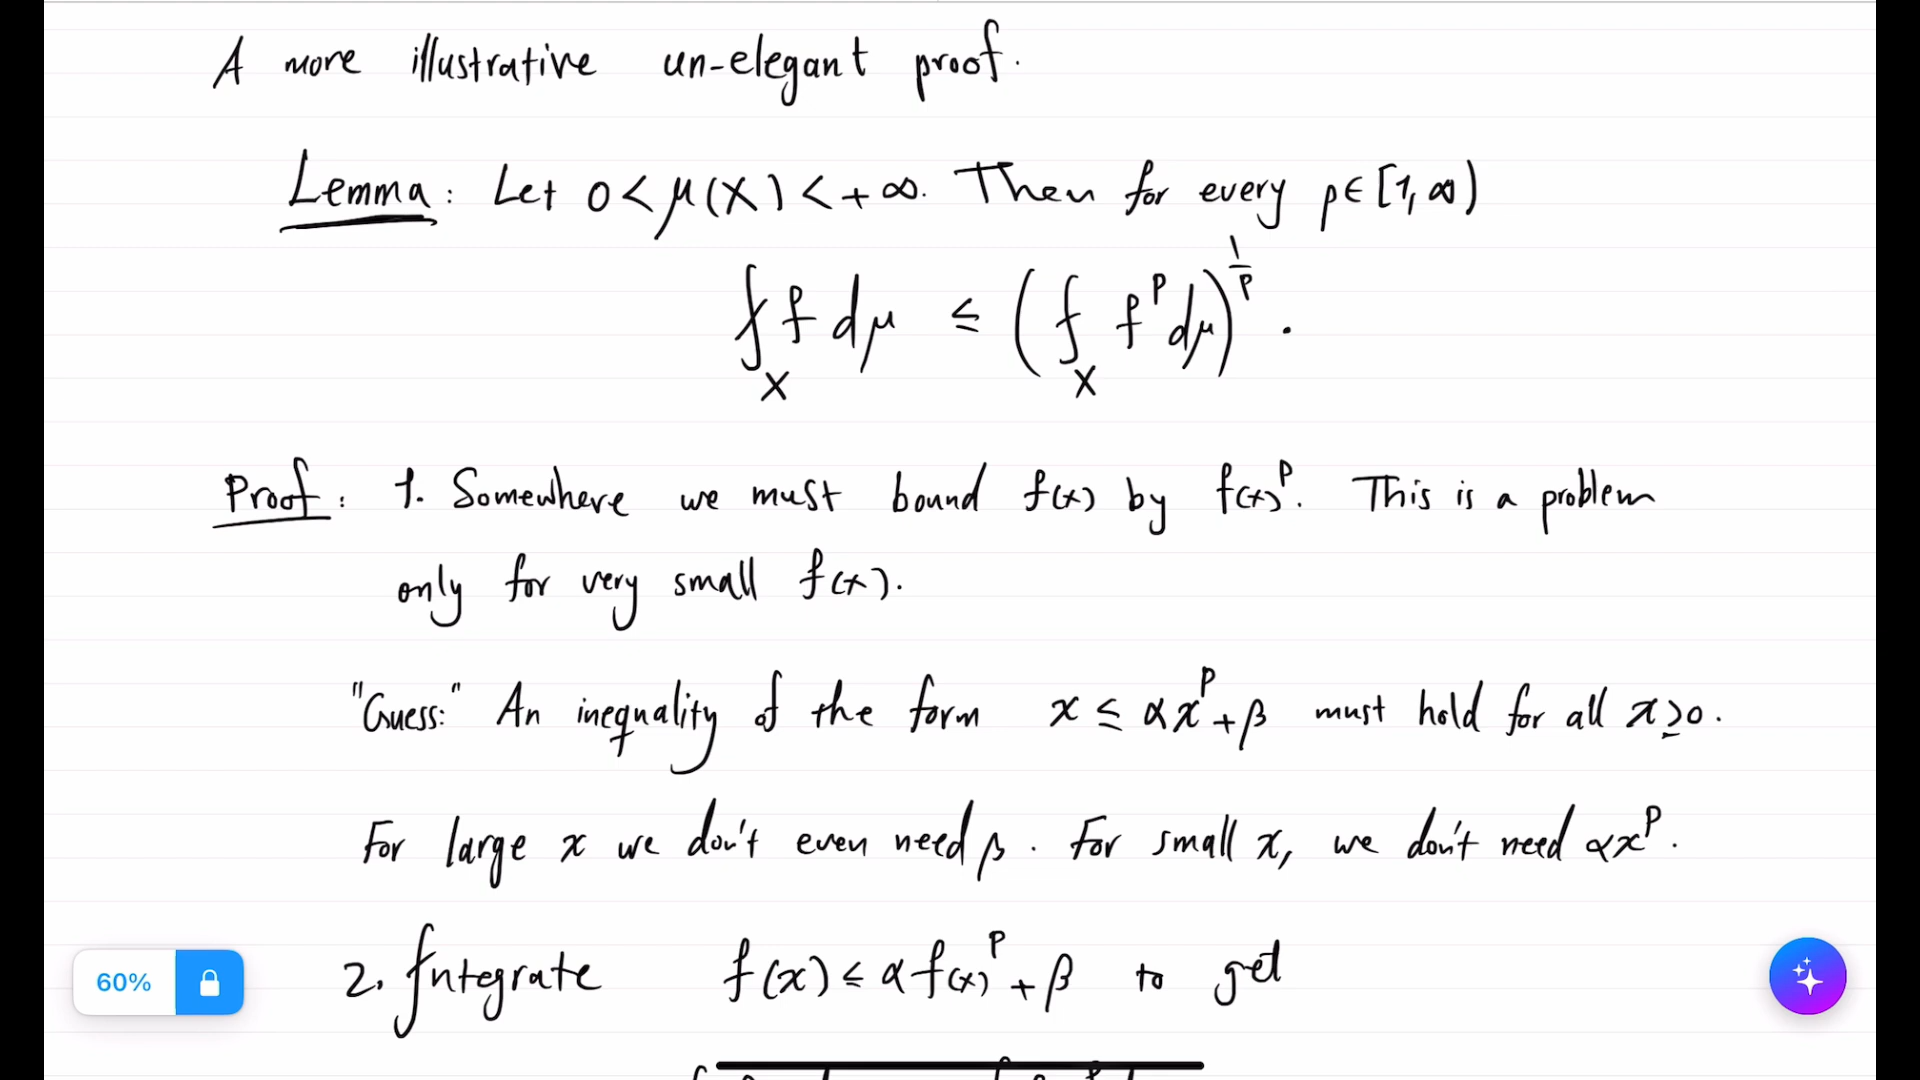 A more illustrative un-elegant proof.
Lemma: Let 0 < μ(X) < +∞. Then for every p∈[1,∞)
⨍_X f dμ ≤ (⨍_X f^p dμ)^{1/p}.
Proof: 1. Somewhere we must bound f(x) by f(x)^p. This is a problem
only for very small f(x).
"Guess:" An inequality of the form x ≤ αx^p + β must hold for all x≥0.
For large x we don't even need β. For small x, we don't need αx^p.
2. Integrate f(x) ≤ αf(x)^p + β to get
60%